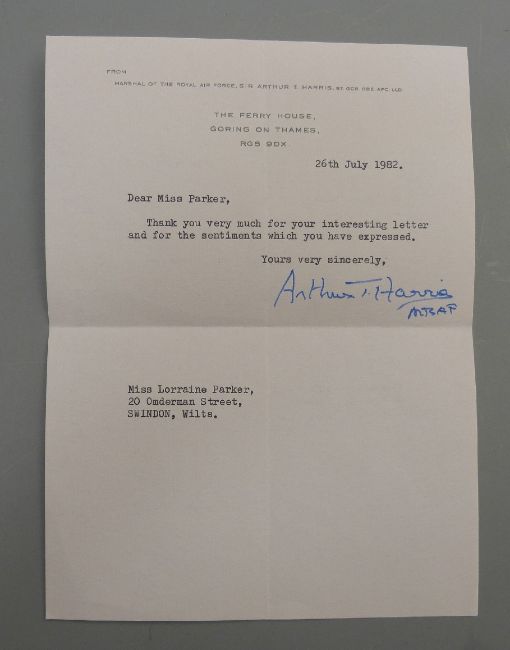 FROM
MARSHAL OF THE ROYAL AIR FORCE, SIR ARTHUR T. HARRIS, BT. GCB. OBE. AFC. LLD.
THE FERRY HOUSE,
GORING ON THAMES,
RG8 9DX.
26th July 1982.
Dear Miss Parker,
Thank you very much for your interesting letter
and for the sentiments which you have expressed.
Yours very sincerely,
Arthur T. Harris
MRAF
Miss Lorraine Parker,
20 Omderman Street,
SWINDON, Wilts.